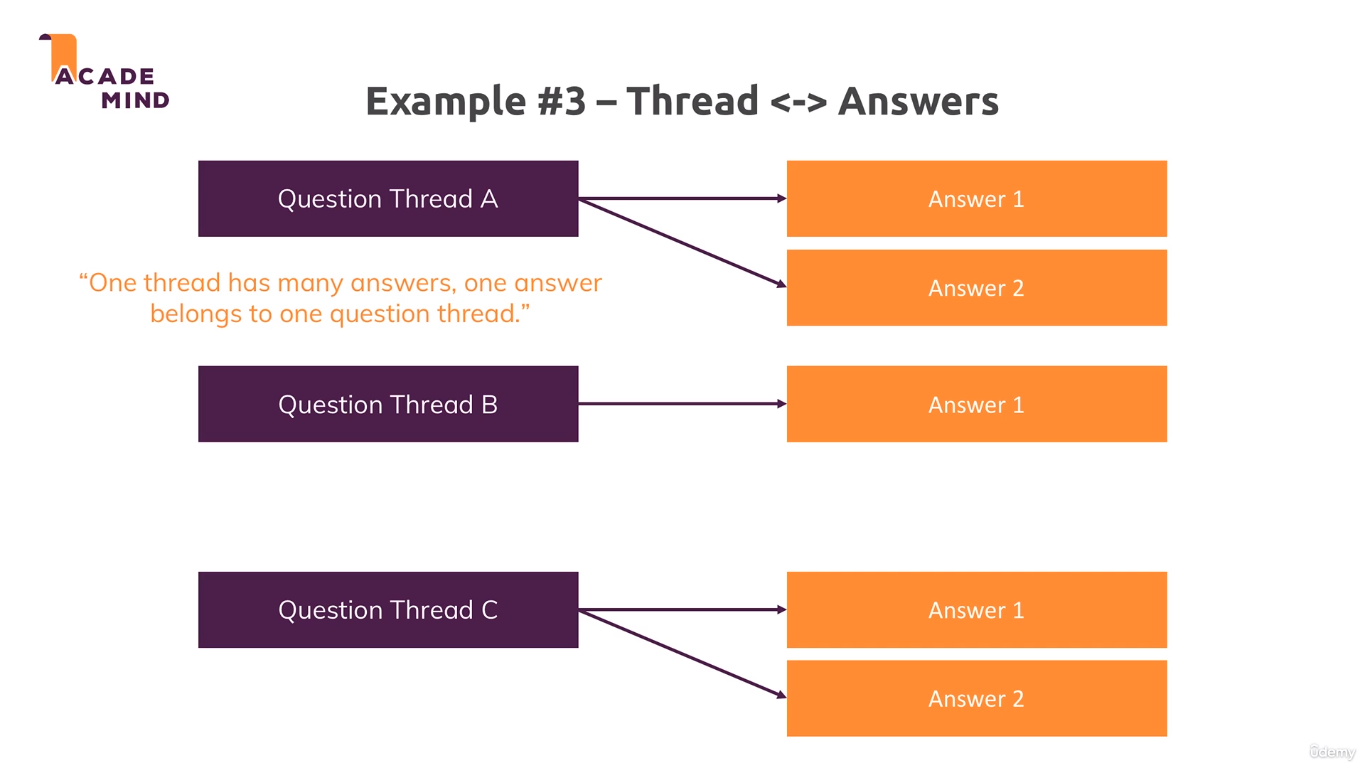 ACADE
MIND
Example #3 – Thread <-> Answers
Question Thread A
Answer 1
Answer 2
“One thread has many answers, one answer
belongs to one question thread.”
Question Thread B
Answer 1
Question Thread C
Answer 1
Answer 2
ûdemy